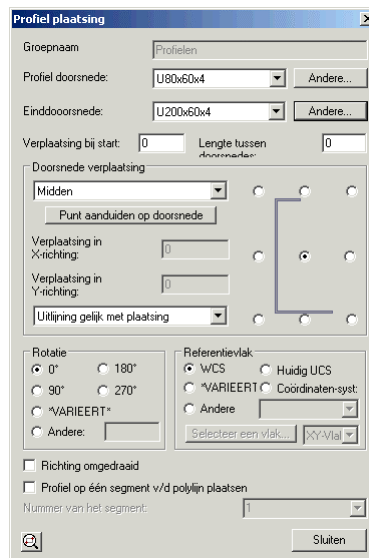 Profiel plaatsing
Groepnaam
Profielen
Profiel doorsnede:
U80x60x4
Andere...
Einddooorsnede:
U200x60x4
Andere...
Verplaatsing bij start:
0
Lengte tussen
doorsnedes:
0
Doorsnede verplaatsing
Midden
Punt aanduiden op doorsnede
Verplaatsing in
X-richting:
0
Verplaatsing in
Y-richting:
0
Uitlijning gelijk met plaatsing
Rotatie
0°
180°
90°
270°
*VARIEERT*
Andere:
Referentievlak
WCS
Huidig UCS
*VARIEERT
Coördinaten-syst:
Andere
Selecteer een vlak...
XY-Vlal
Richting omgedraaid
Profiel op één segment v/d polylijn plaatsen
Nummer van het segment:
1
Sluiten